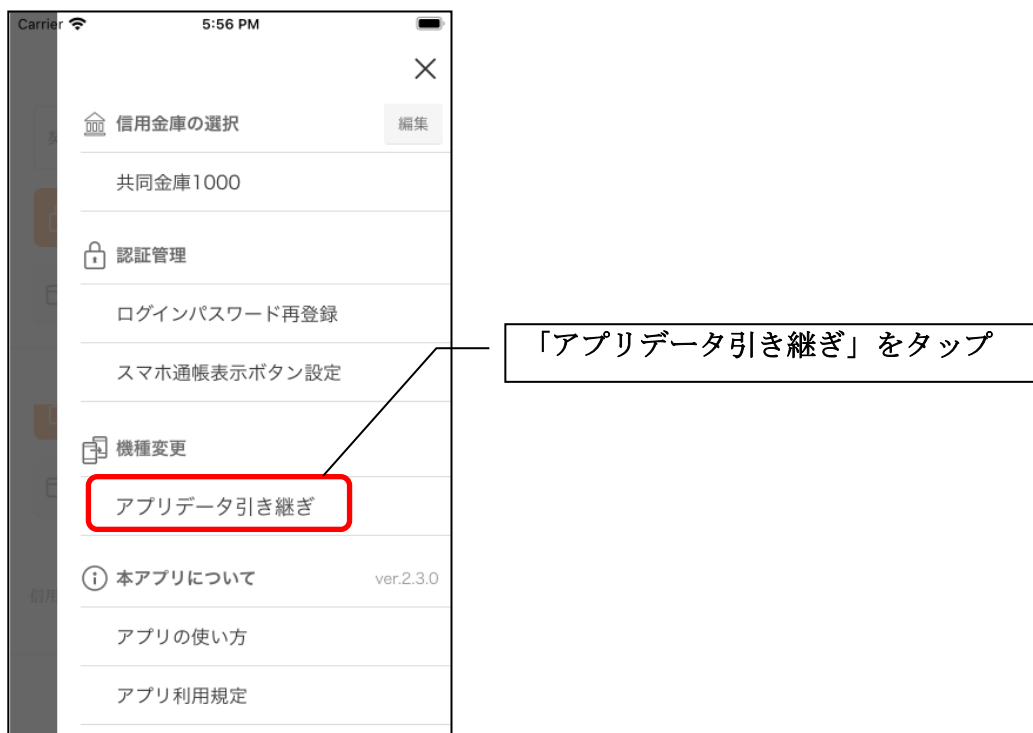 Carrier 5:56 PM
信用金庫の選択 編集
共同金庫1000
認証管理
ログインパスワード再登録
「アプリデータ引き継ぎ」をタップ
スマホ通帳表示ボタン設定
機種変更
アプリデータ引き継ぎ
本アプリについて ver.2.3.0
信用
アプリの使い方
アプリ利用規定